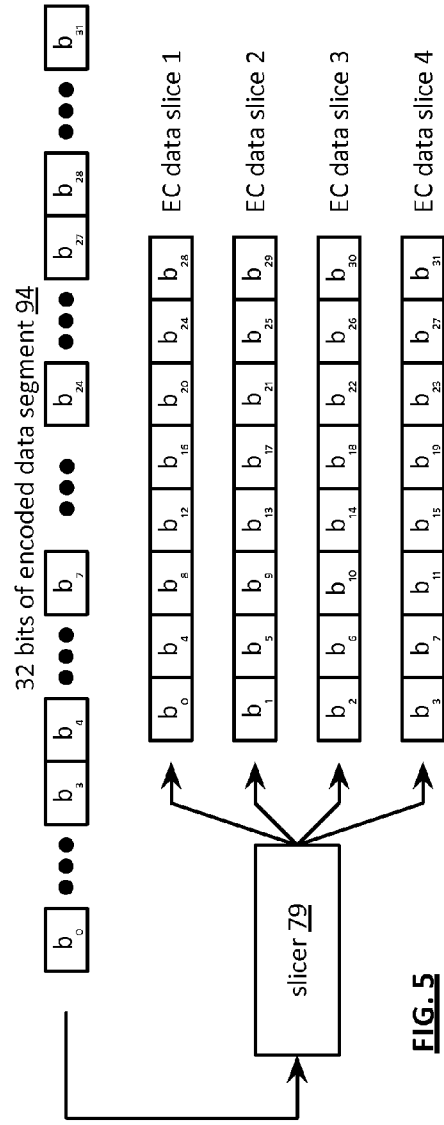 32 bits of encoded data segment 94
b0 ●●● b3 b4 ●●● b7 ●●● b24 ●●● b27 b28 ●●● b31
slicer 79
b0 b4 b8 b12 b16 b20 b24 b28 EC data slice 1
b1 b5 b9 b13 b17 b21 b25 b29 EC data slice 2
b2 b6 b10 b14 b18 b22 b26 b30 EC data slice 3
b3 b7 b11 b15 b19 b23 b27 b31 EC data slice 4
FIG. 5